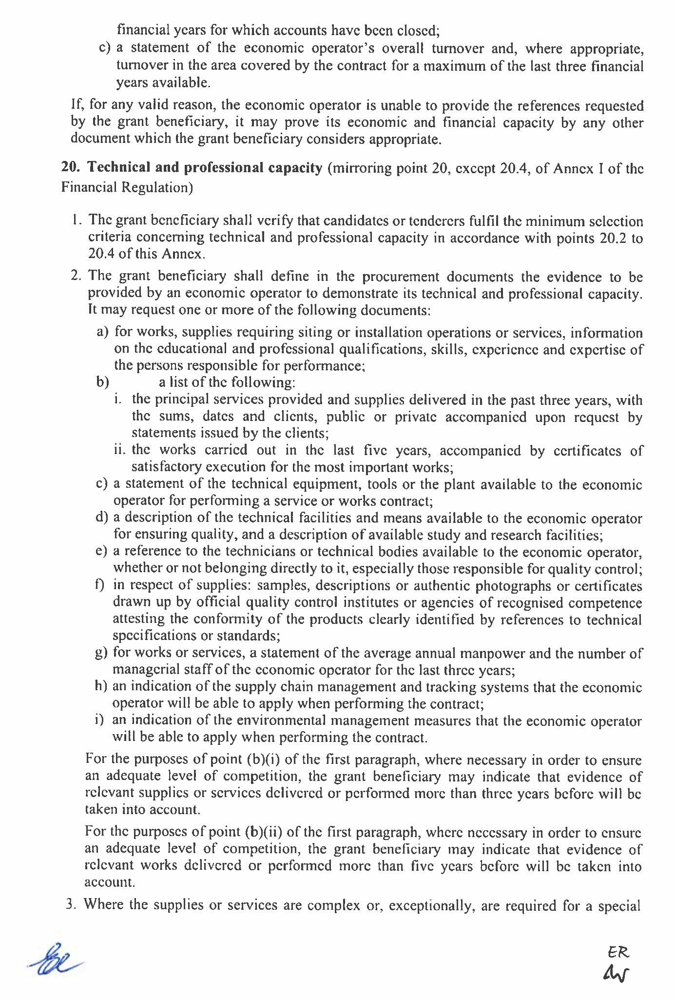 financial years for which accounts have been closed;
c) a statement of the economic operator's overall turnover and, where appropriate,
turnover in the area covered by the contract for a maximum of the last three financial
years available.
If, for any valid reason, the economic operator is unable to provide the references requested
by the grant beneficiary, it may prove its economic and financial capacity by any other
document which the grant beneficiary considers appropriate.
20. Technical and professional capacity (mirroring point 20, except 20.4, of Annex I of the
Financial Regulation)
1. The grant beneficiary shall verify that candidates or tenderers fulfil the minimum selection
criteria concerning technical and professional capacity in accordance with points 20.2 to
20.4 of this Annex.
2. The grant beneficiary shall define in the procurement documents the evidence to be
provided by an economic operator to demonstrate its technical and professional capacity.
It may request one or more of the following documents:
a) for works, supplies requiring siting or installation operations or services, information
on the educational and professional qualifications, skills, experience and expertise of
the persons responsible for performance;
b) a list of the following:
i. the principal services provided and supplies delivered in the past three years, with
the sums, dates and clients, public or private accompanied upon request by
statements issued by the clients;
ii. the works carried out in the last five years, accompanied by certificates of
satisfactory execution for the most important works;
c) a statement of the technical equipment, tools or the plant available to the economic
operator for performing a service or works contract;
d) a description of the technical facilities and means available to the economic operator
for ensuring quality, and a description of available study and research facilities;
e) a reference to the technicians or technical bodies available to the economic operator,
whether or not belonging directly to it, especially those responsible for quality control;
f) in respect of supplies: samples, descriptions or authentic photographs or certificates
drawn up by official quality control institutes or agencies of recognised competence
attesting the conformity of the products clearly identified by references to technical
specifications or standards;
g) for works or services, a statement of the average annual manpower and the number of
managerial staff of the economic operator for the last three years;
h) an indication of the supply chain management and tracking systems that the economic
operator will be able to apply when performing the contract;
i) an indication of the environmental management measures that the economic operator
will be able to apply when performing the contract.
For the purposes of point (b)(i) of the first paragraph, where necessary in order to ensure
an adequate level of competition, the grant beneficiary may indicate that evidence of
relevant supplies or services delivered or performed more than three years before will be
taken into account.
For the purposes of point (b)(ii) of the first paragraph, where necessary in order to ensure
an adequate level of competition, the grant beneficiary may indicate that evidence of
relevant works delivered or performed more than five years before will be taken into
account.
3. Where the supplies or services are complex or, exceptionally, are required for a special
ER